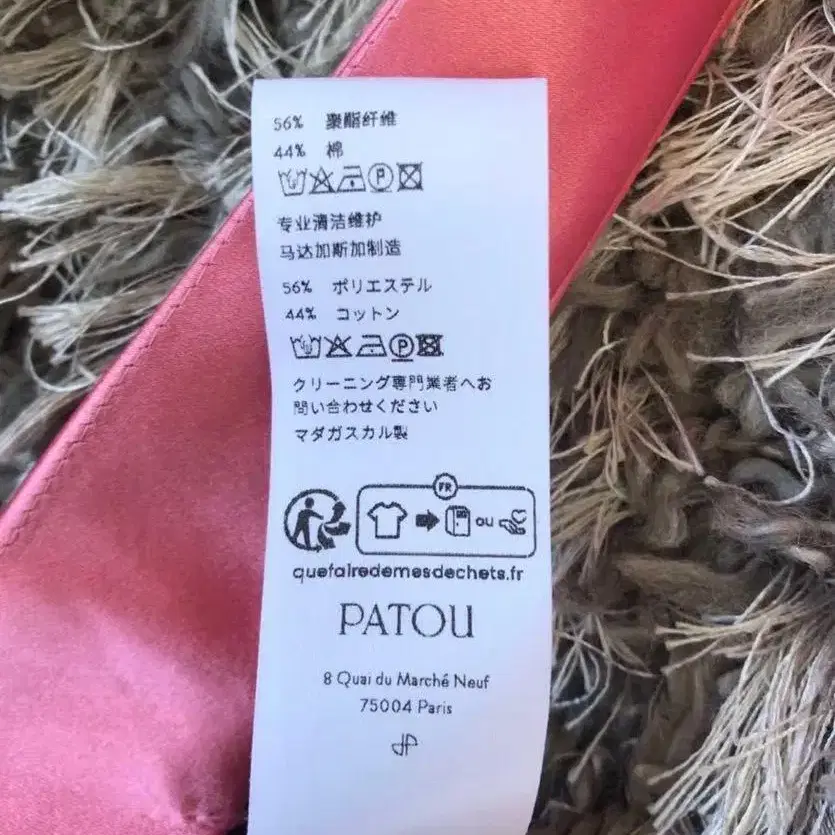 56% 聚酯纤维
44% 棉
P
专业清洁维护
马达加斯加制造
56% ポリエステル
44% コットン
P
クリーニング専門業者へお
問い合わせください
マダガスカル製
FR
ou
quefairedemesdechets.fr
PATOU
8 Quai du Marché Neuf
75004 Paris
JP